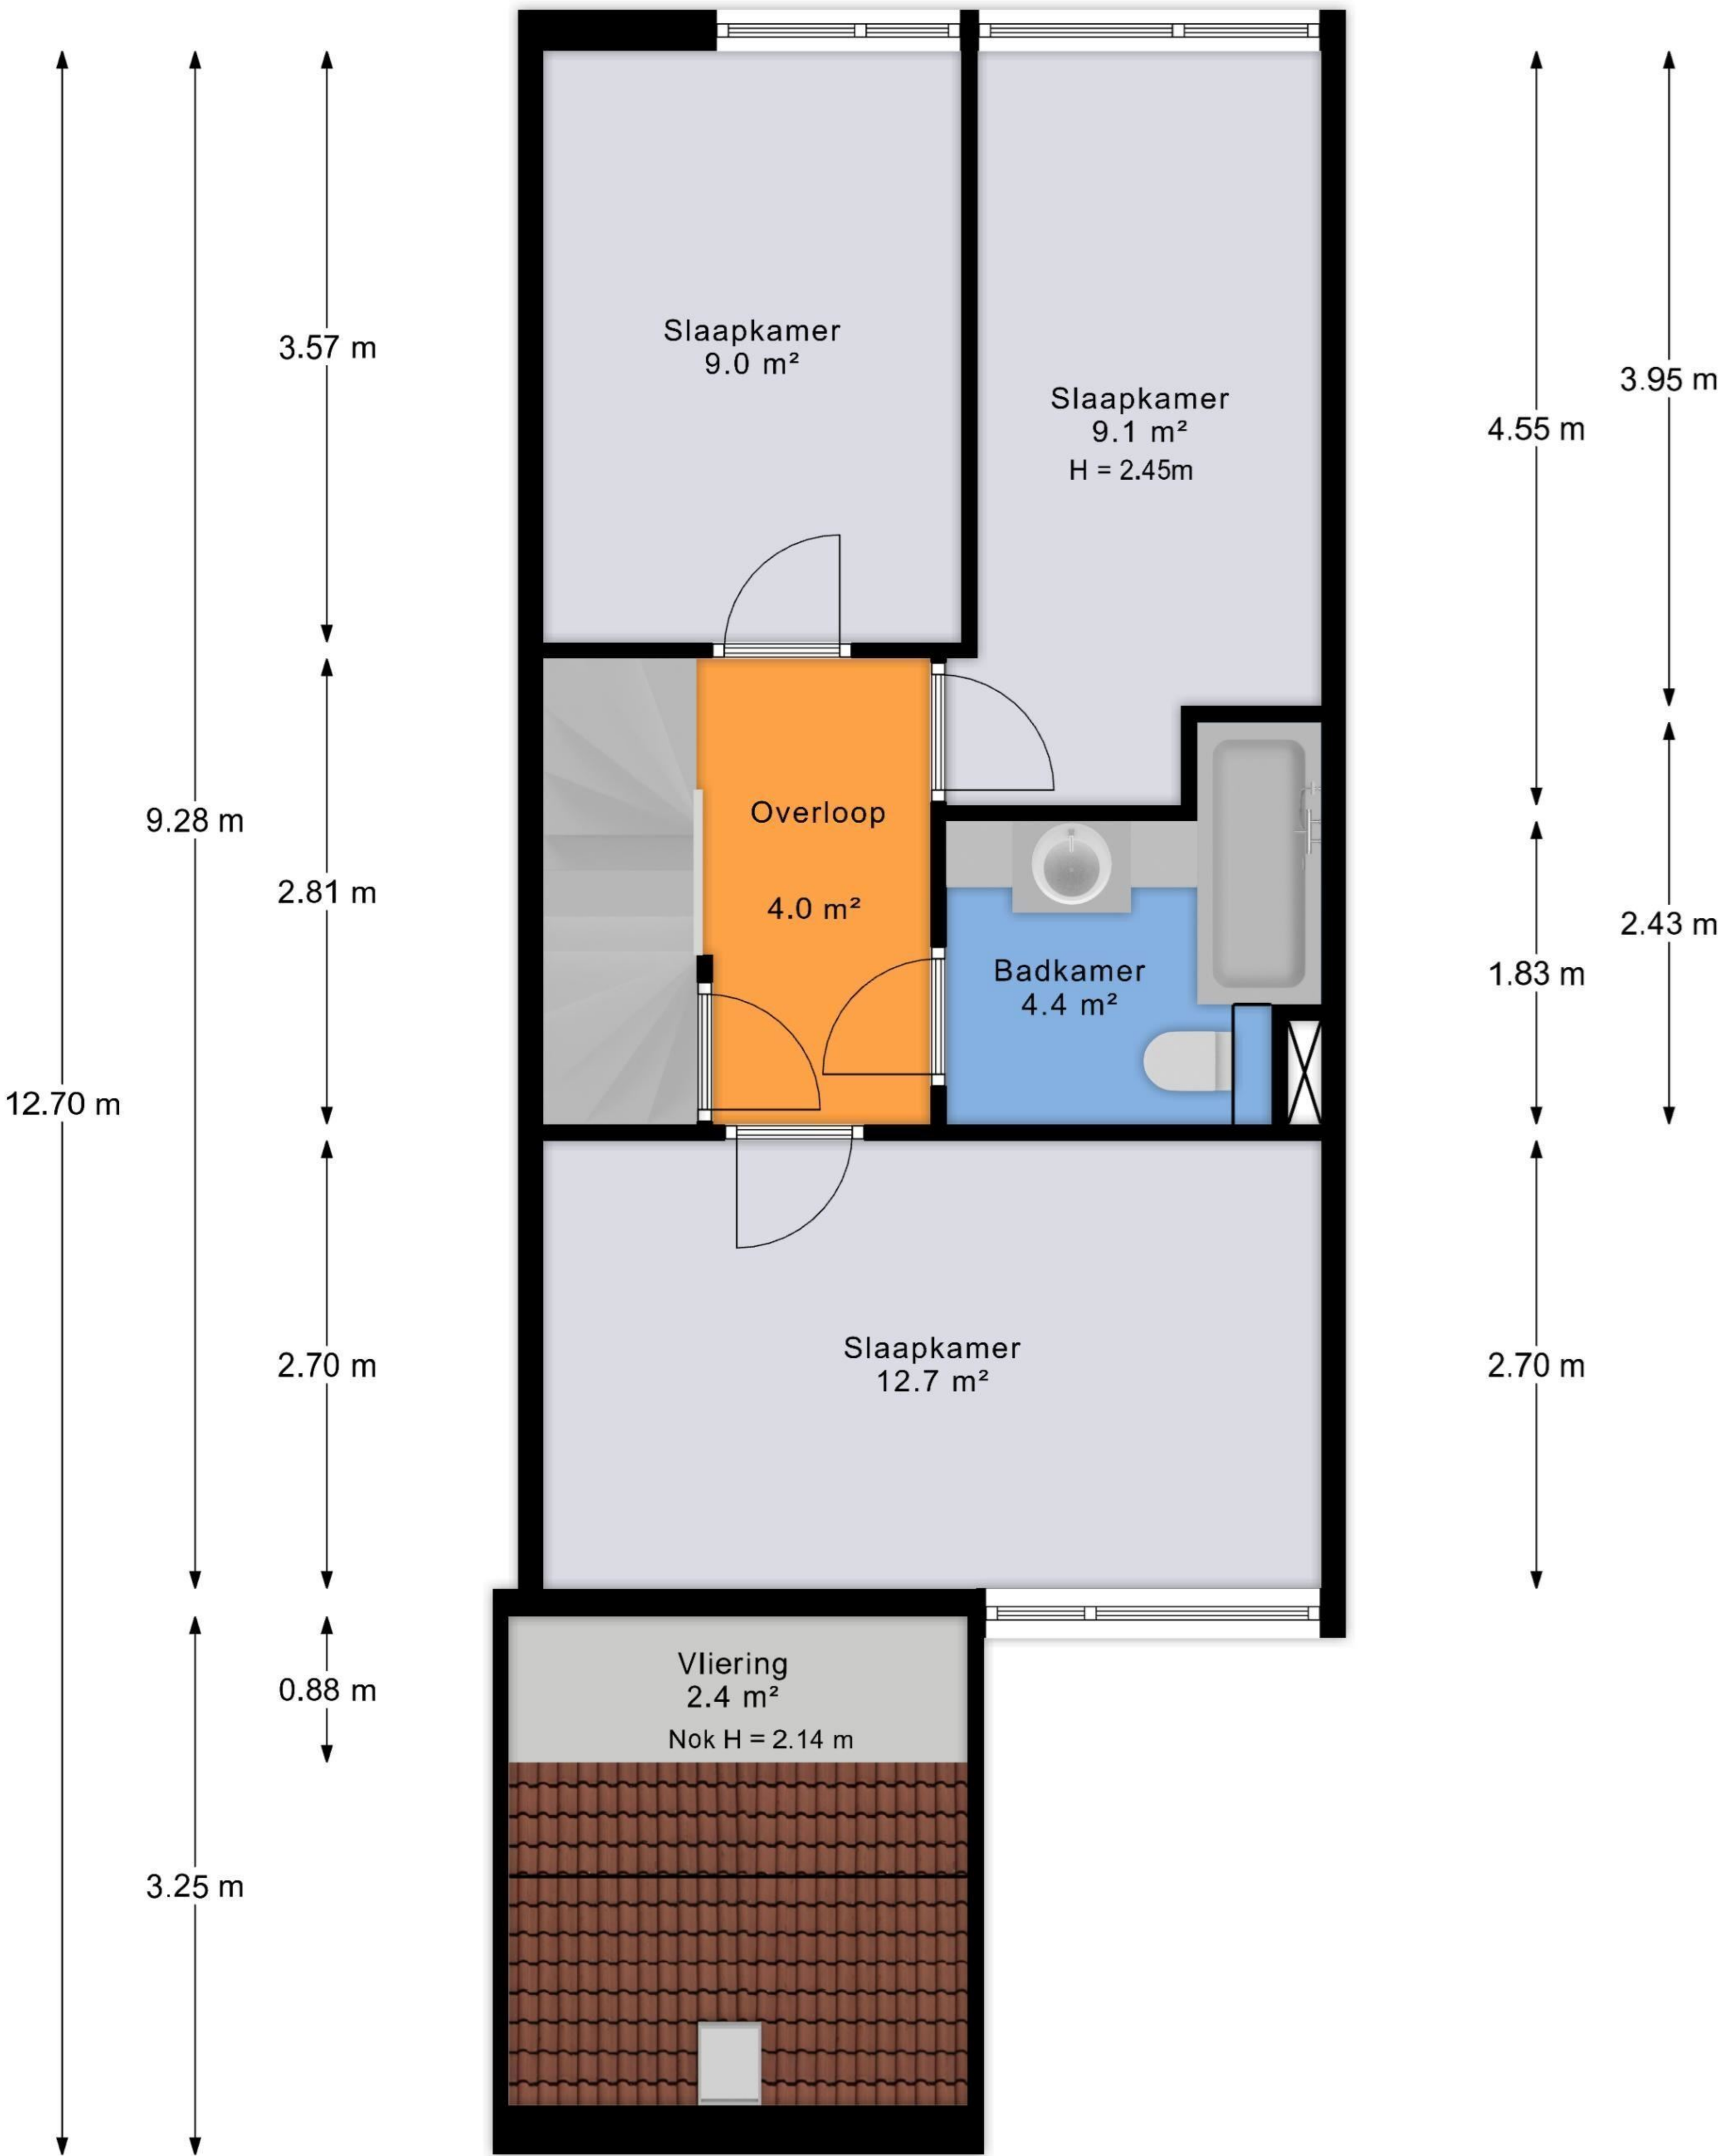 Slaapkamer
9.0 m²
Slaapkamer
9.1 m²
H = 2.45m
3.57 m
3.95 m
4.55 m
Overloop
4.0 m²
9.28 m
2.81 m
2.43 m
Badkamer
4.4 m²
1.83 m
12.70 m
Slaapkamer
12.7 m²
2.70 m
2.70 m
Vliering
2.4 m²
Nok H = 2.14 m
0.88 m
3.25 m